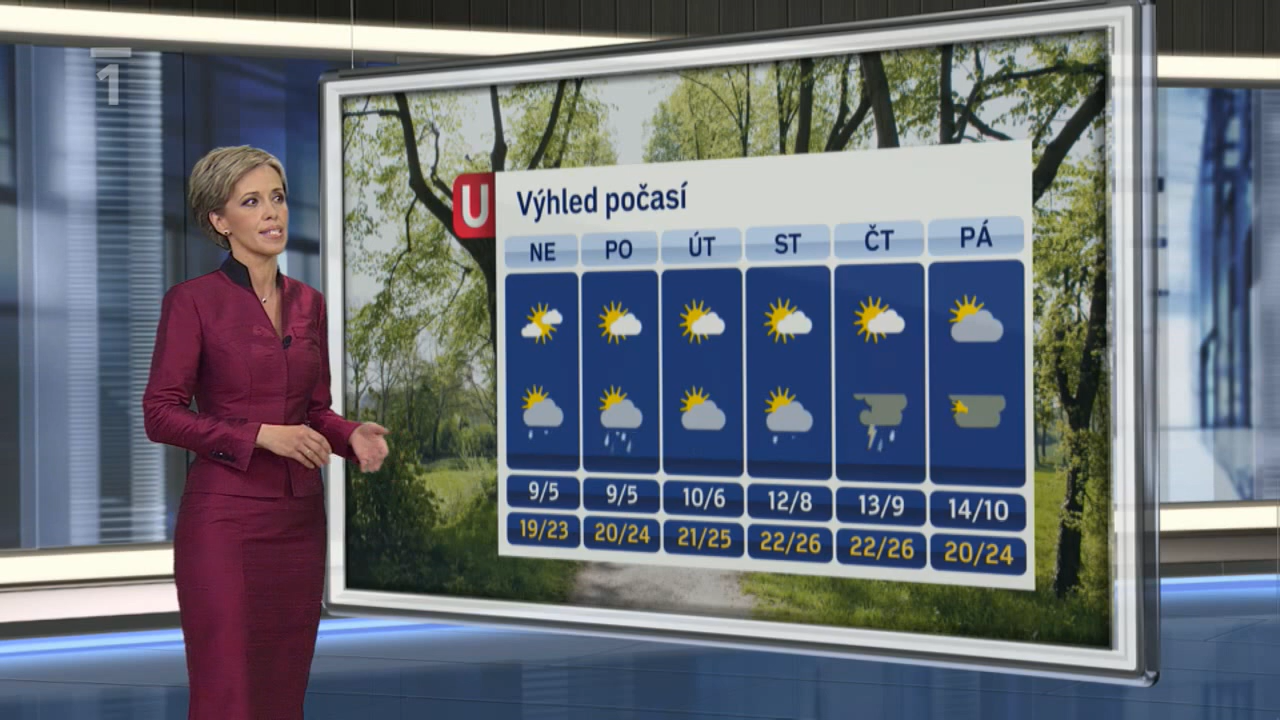 1
U
Výhled počasí
NE PO ÚT ST ČT PÁ
9/5 9/5 10/6 12/8 13/9 14/10
19/23 20/24 21/25 22/26 22/26 20/24